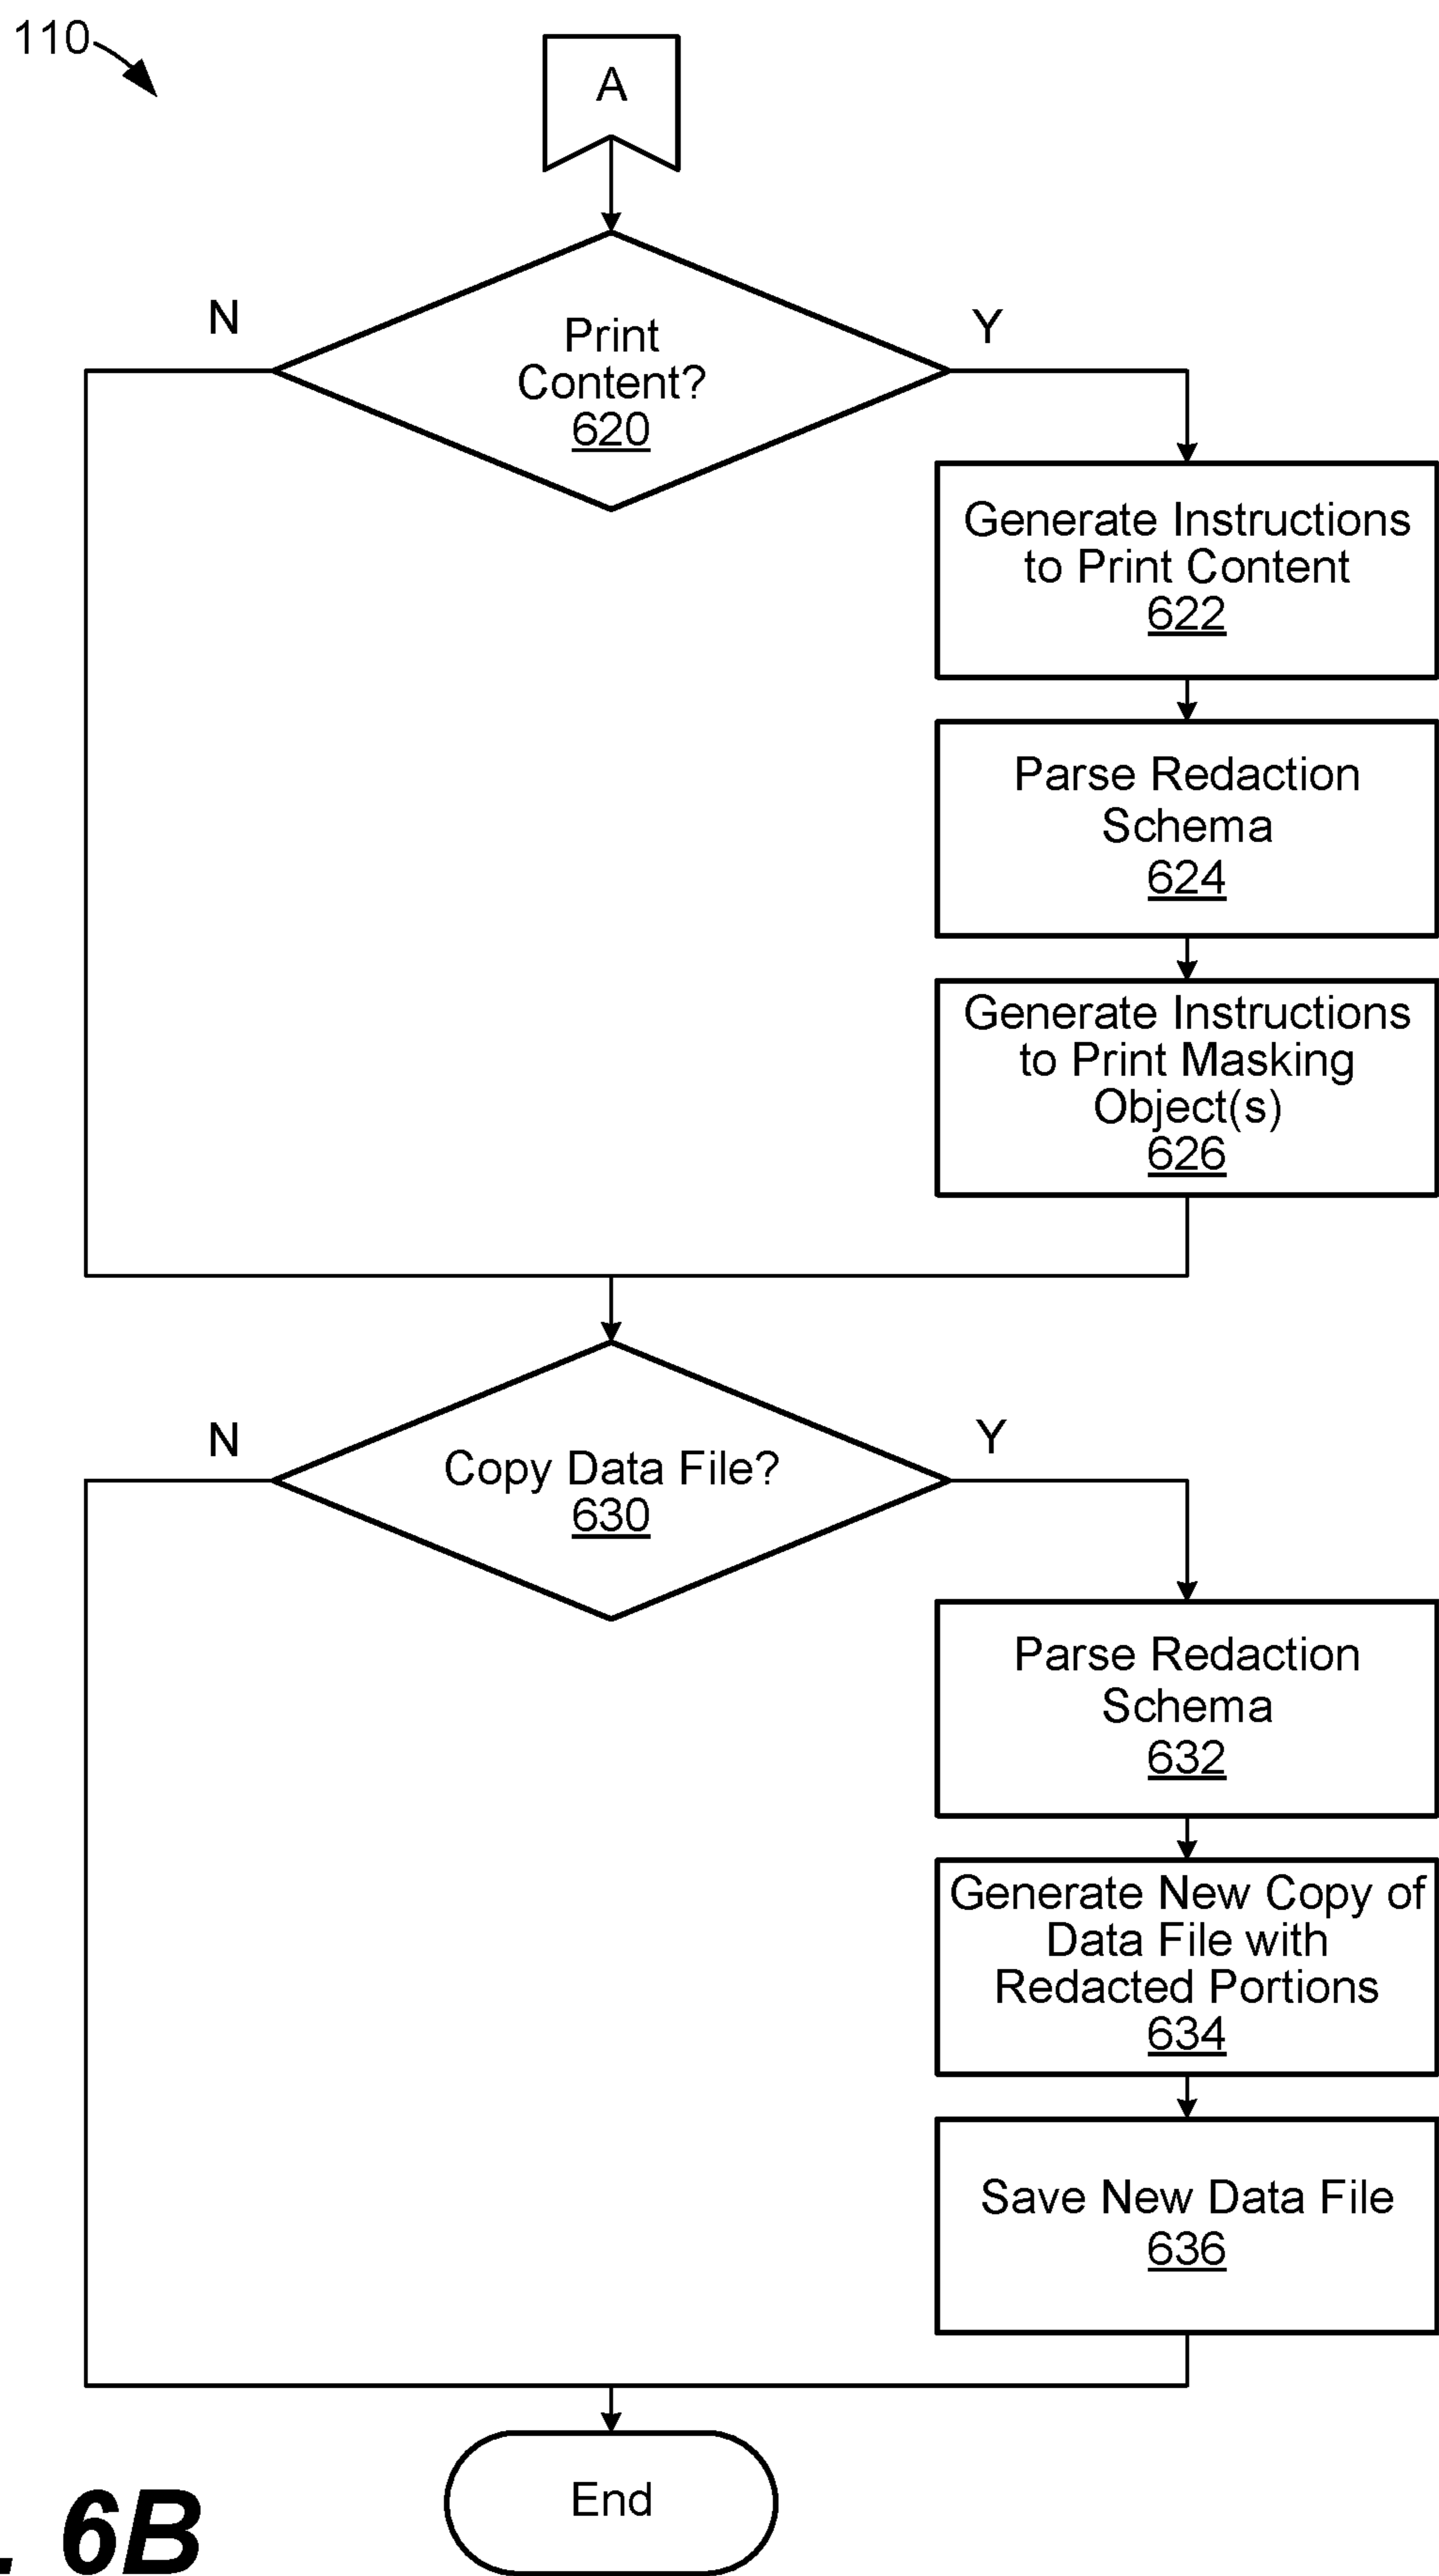 110
A
N
Y
Print
Content?
620
Generate Instructions
to Print Content
622
Parse Redaction
Schema
624
Generate Instructions
to Print Masking
Object(s)
626
N
Y
Copy Data File?
630
Parse Redaction
Schema
632
Generate New Copy of
Data File with
Redacted Portions
634
Save New Data File
636
End
. 6B